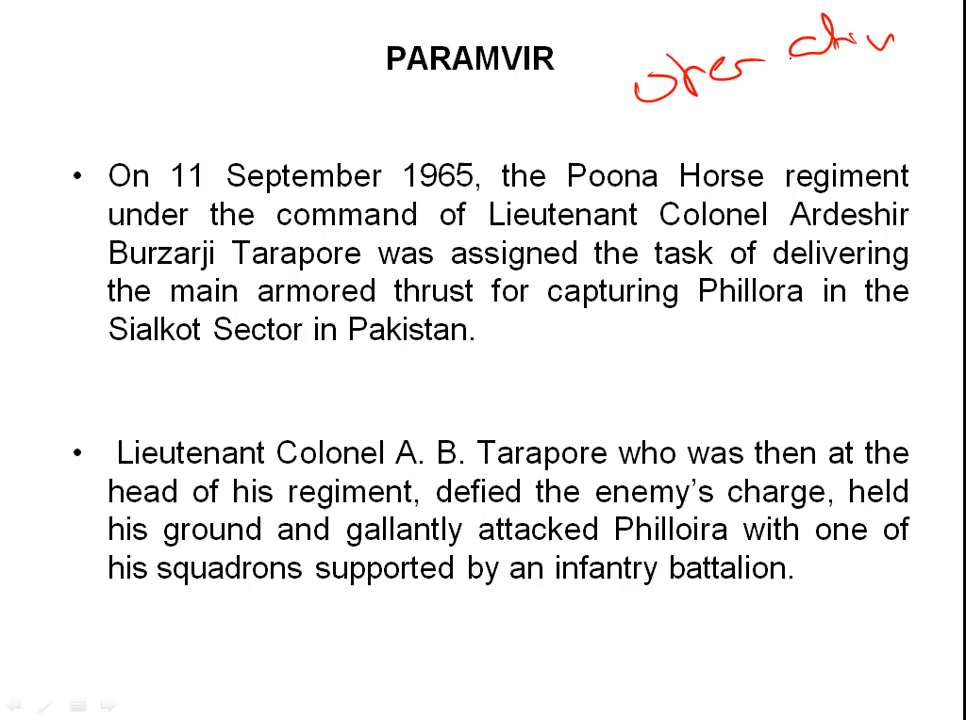 PARAMVIR
• On 11 September 1965, the Poona Horse regiment
under the command of Lieutenant Colonel Ardeshir
Burzarji Tarapore was assigned the task of delivering
the main armored thrust for capturing Phillora in the
Sialkot Sector in Pakistan.
• Lieutenant Colonel A. B. Tarapore who was then at the
head of his regiment, defied the enemy’s charge, held
his ground and gallantly attacked Philloira with one of
his squadrons supported by an infantry battalion.